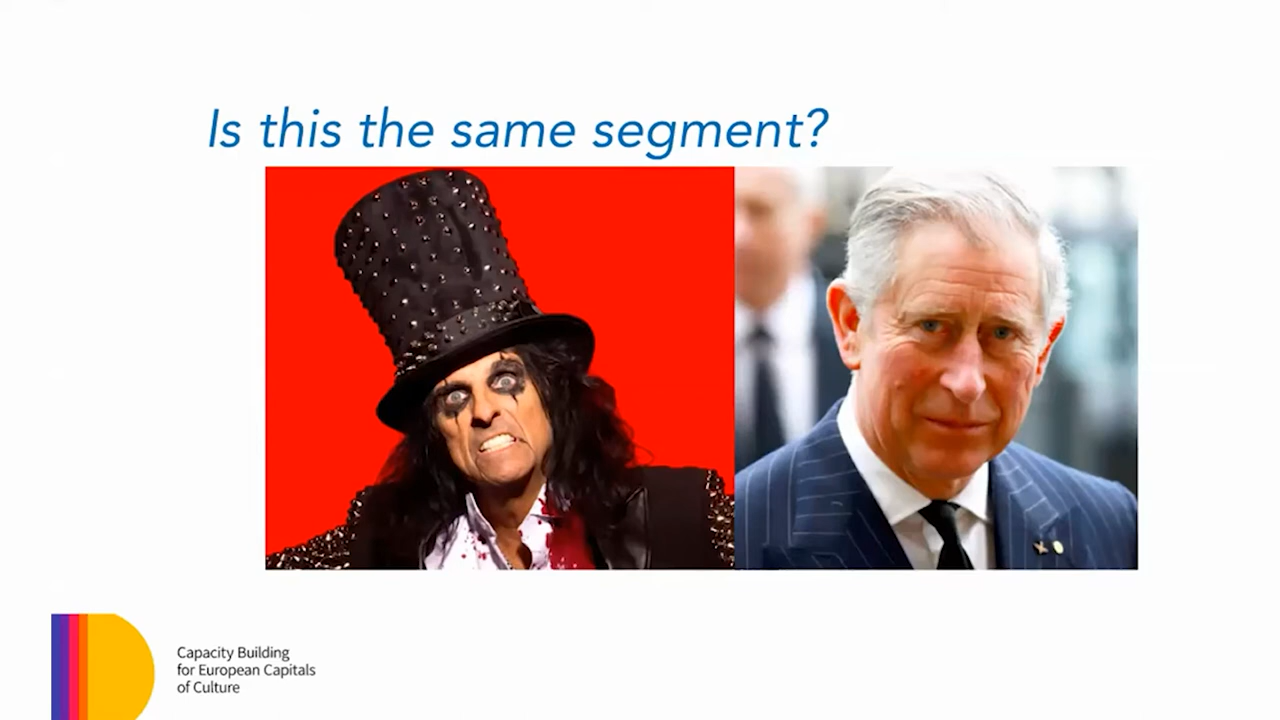 Is this the same segment?
Capacity Building
for European Capitals
of Culture